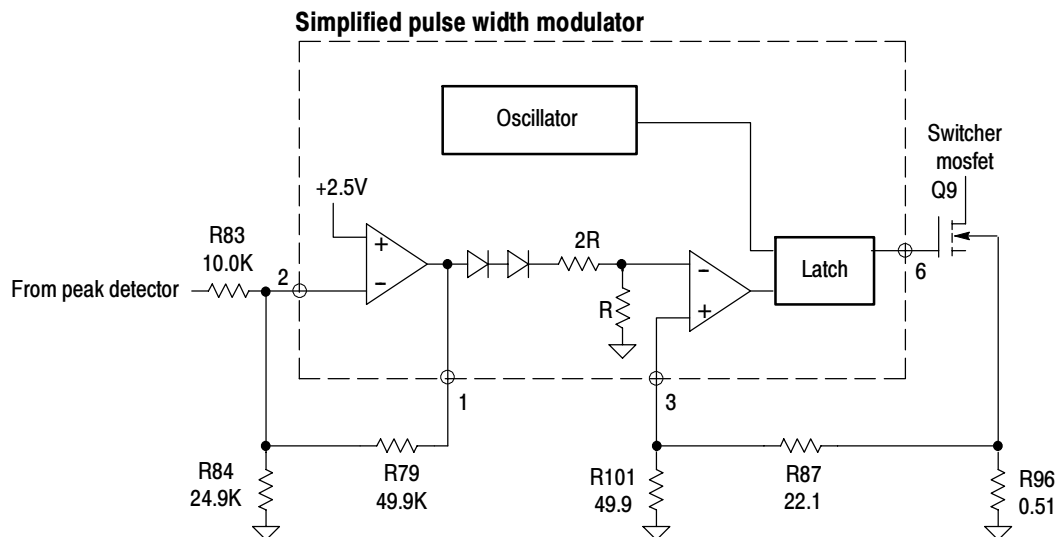 Simplified pulse width modulator
Oscillator
Switcher
mosfet
Q9
+2.5V
R83
10.0K
2R
+
-
-
+
R
Latch
6
2
From peak detector
1
3
R84
24.9K
R79
49.9K
R101
49.9
R87
22.1
R96
0.51